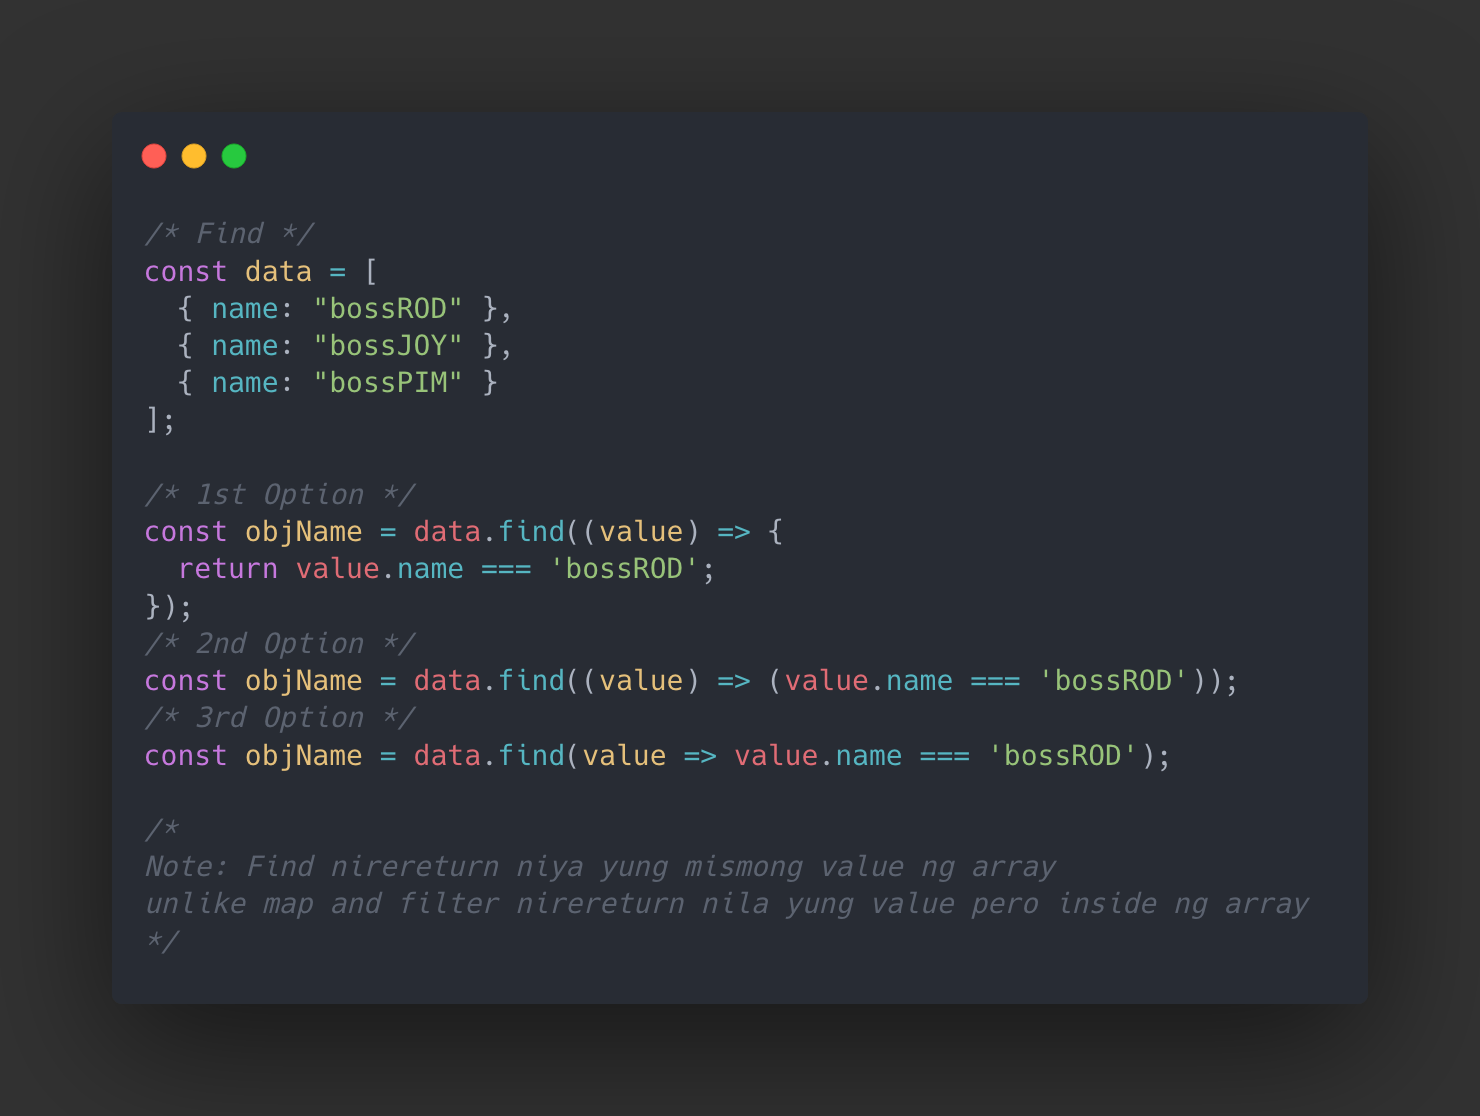 /* Find */
const data = [
  { name: "bossROD" },
  { name: "bossJOY" },
  { name: "bossPIM" }
];
/* 1st Option */
const objName = data.find((value) => {
  return value.name === 'bossROD';
});
/* 2nd Option */
const objName = data.find((value) => (value.name === 'bossROD'));
/* 3rd Option */
const objName = data.find(value => value.name === 'bossROD');
/*
Note: Find nirereturn niya yung mismong value ng array
unlike map and filter nirereturn nila yung value pero inside ng array
*/